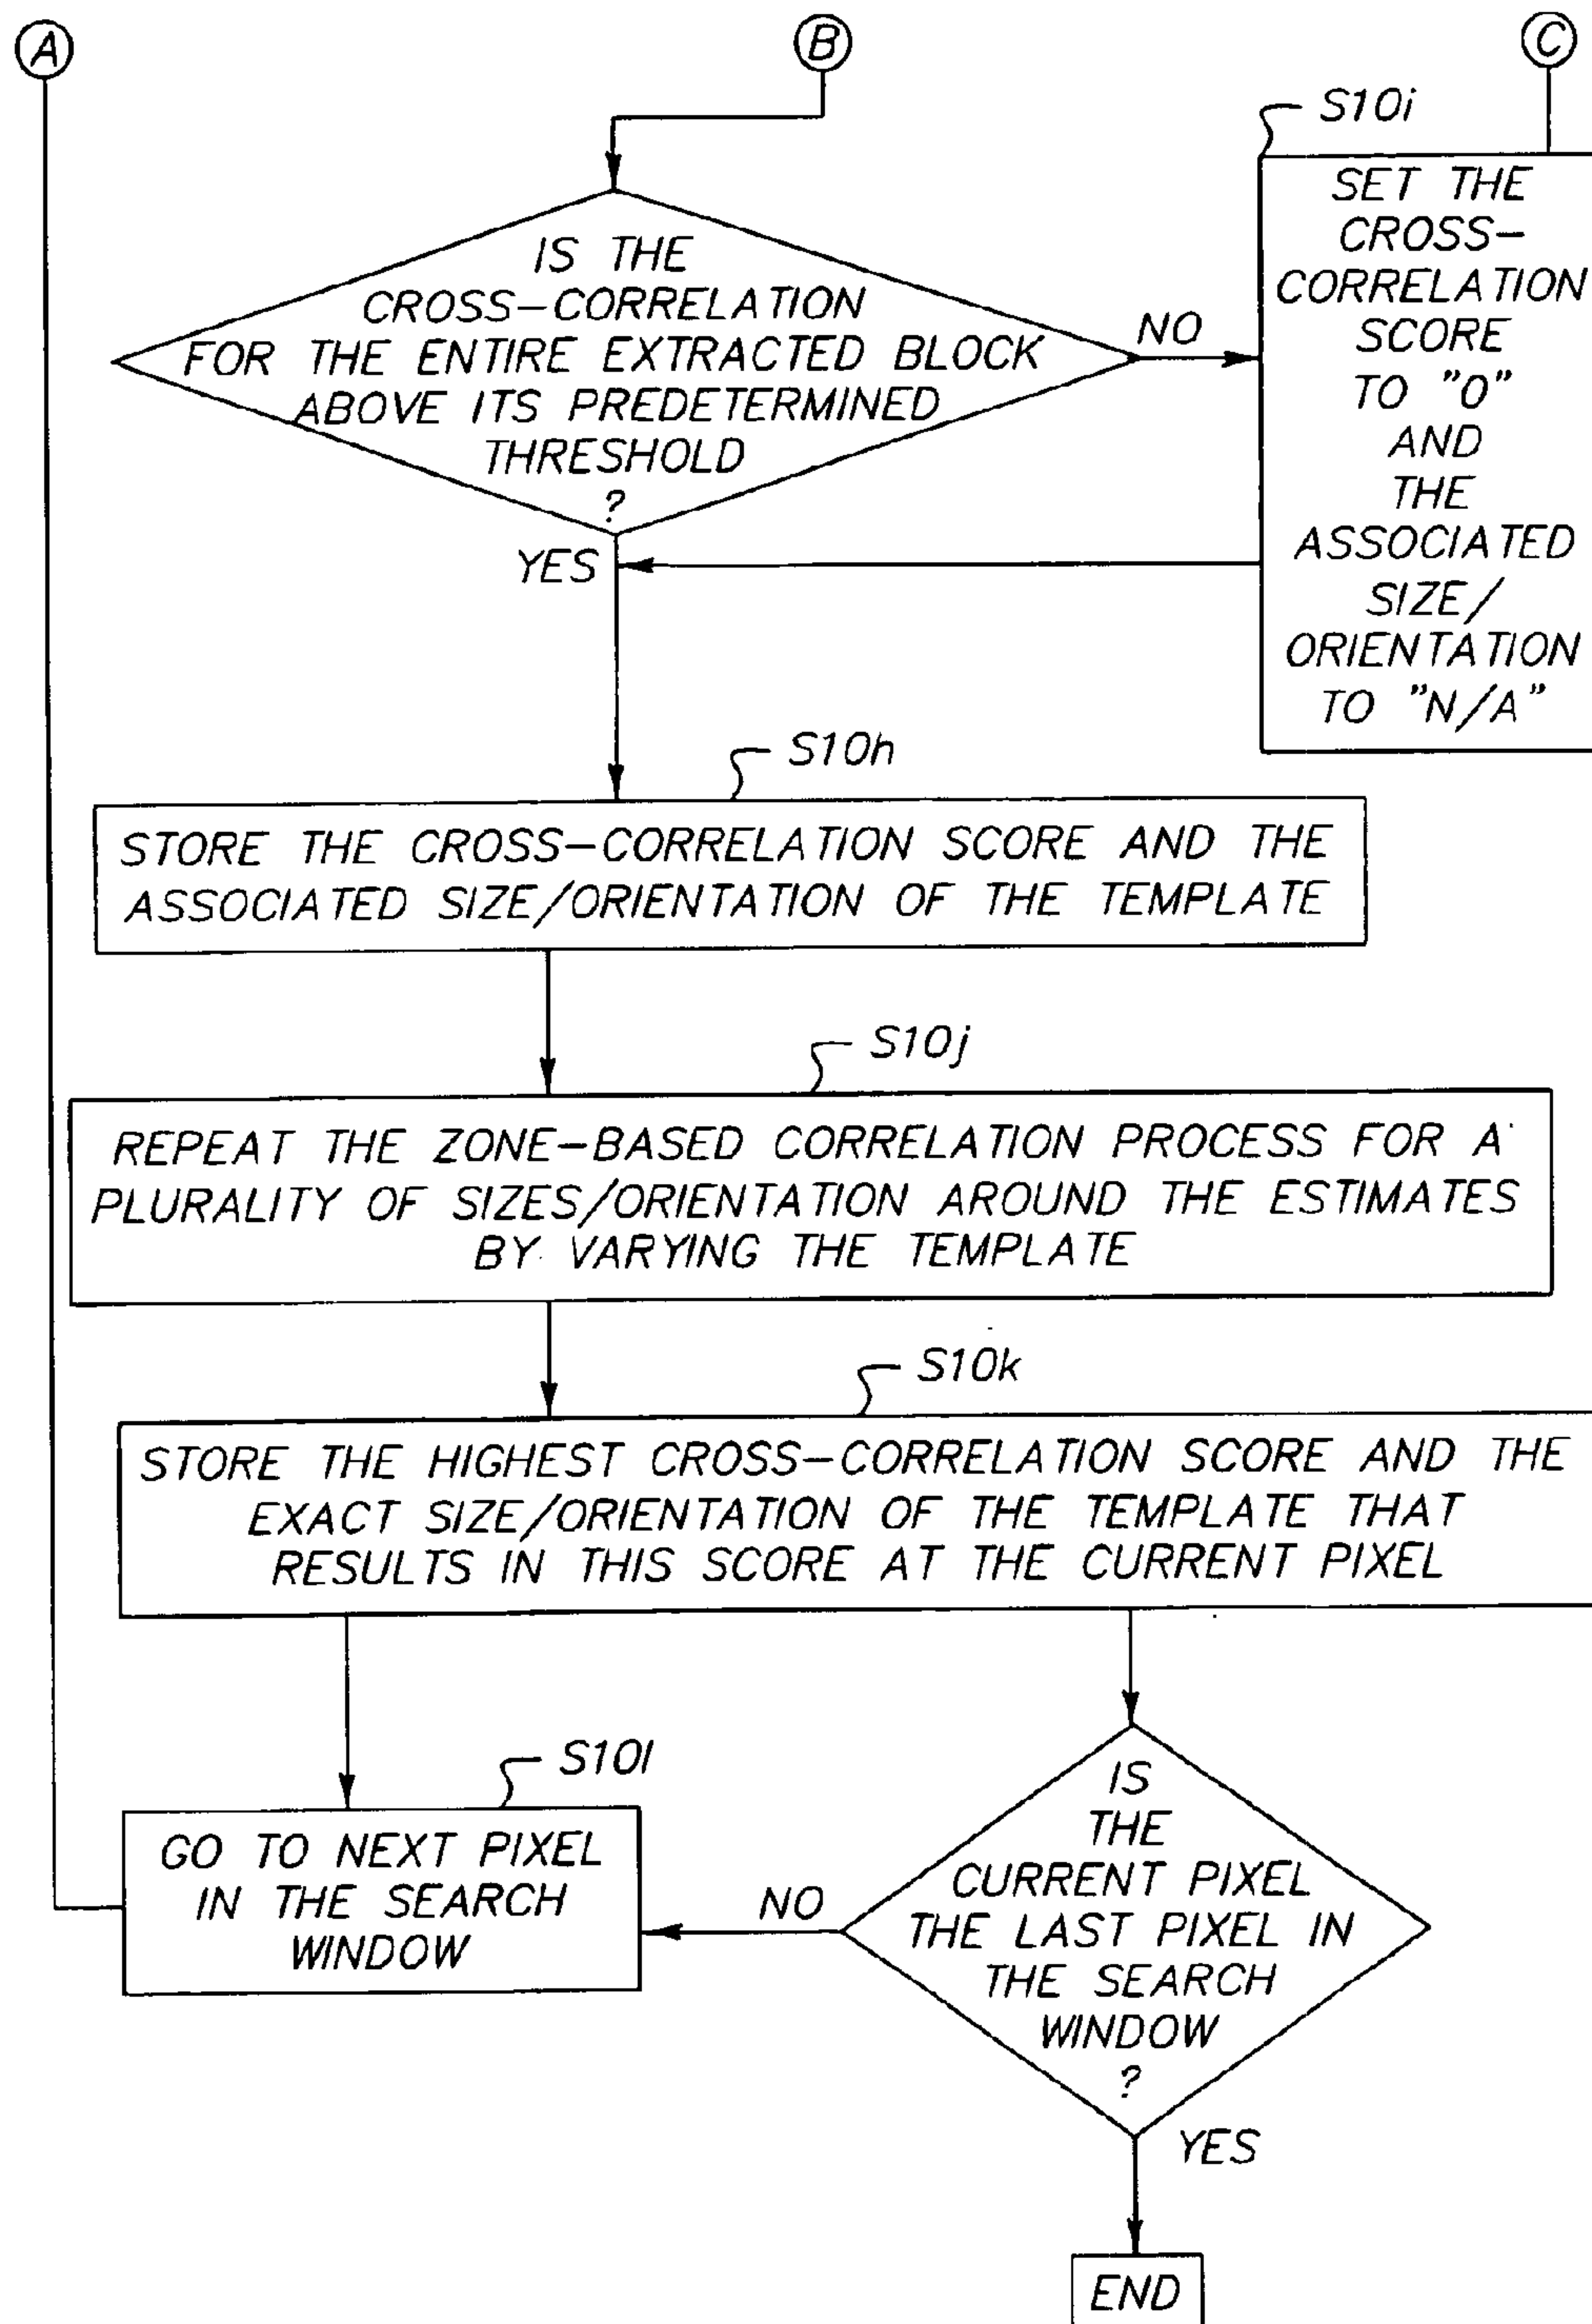 A
B
C
S10i
IS THE
CROSS-CORRELATION
FOR THE ENTIRE EXTRACTED BLOCK
ABOVE ITS PREDETERMINED
THRESHOLD
?
NO
YES
SET THE
CROSS-
CORRELATION
SCORE
TO "0"
AND
THE
ASSOCIATED
SIZE/
ORIENTATION
TO "N/A"
S10h
STORE THE CROSS-CORRELATION SCORE AND THE
ASSOCIATED SIZE/ORIENTATION OF THE TEMPLATE
S10j
REPEAT THE ZONE-BASED CORRELATION PROCESS FOR A
PLURALITY OF SIZES/ORIENTATION AROUND THE ESTIMATES
BY VARYING THE TEMPLATE
S10k
STORE THE HIGHEST CROSS-CORRELATION SCORE AND THE
EXACT SIZE/ORIENTATION OF THE TEMPLATE THAT
RESULTS IN THIS SCORE AT THE CURRENT PIXEL
S10l
GO TO NEXT PIXEL
IN THE SEARCH
WINDOW
NO
IS
THE
CURRENT PIXEL
THE LAST PIXEL IN
THE SEARCH
WINDOW
?
YES
END